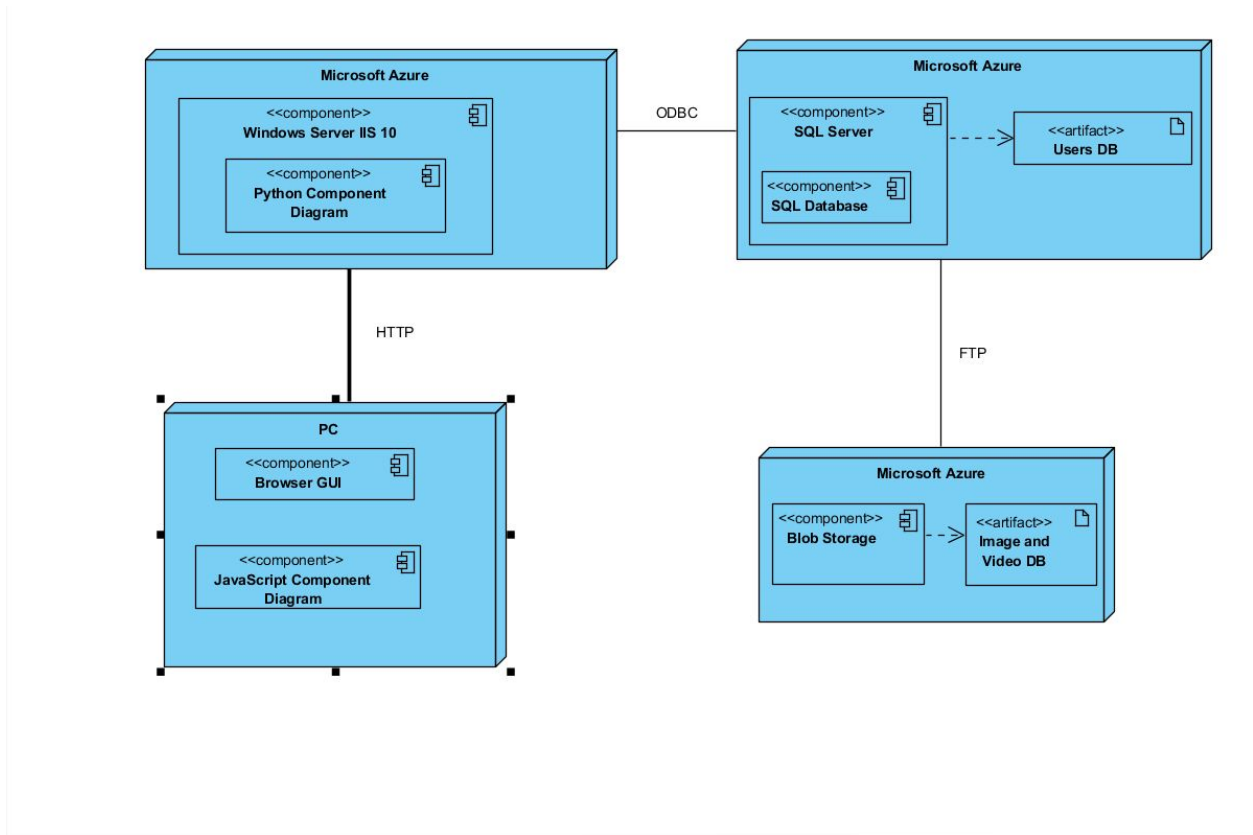 Microsoft Azure
<<component>>
Windows Server IIS 10
<<component>>
Python Component
Diagram
ODBC
Microsoft Azure
<<component>>
SQL Server
<<component>>
SQL Database
<<artifact>>
Users DB
HTTP
FTP
PC
<<component>>
Browser GUI
<<component>>
JavaScript Component
Diagram
Microsoft Azure
<<component>>
Blob Storage
<<artifact>>
Image and
Video DB